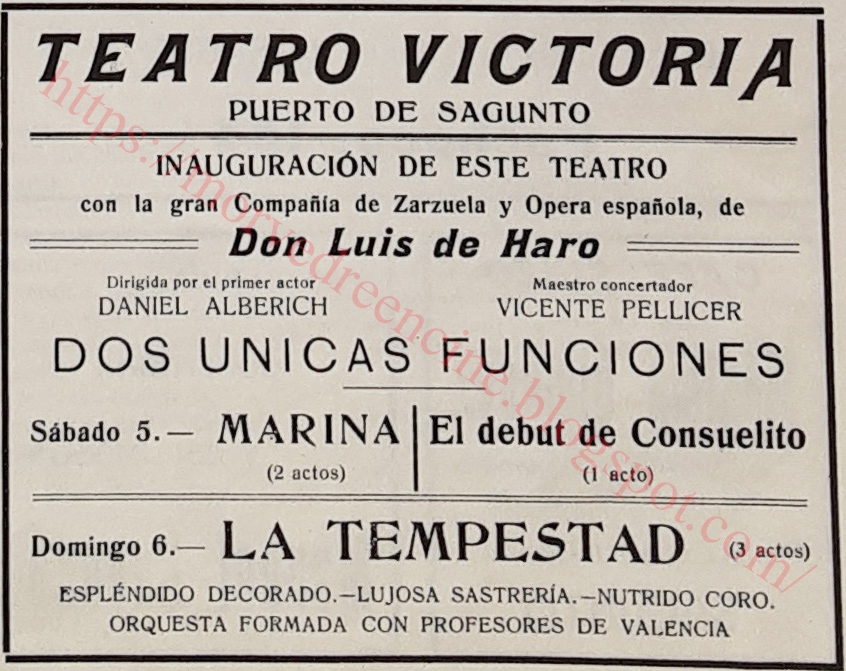 TEATRO VICTORIA
PUERTO DE SAGUNTO
INAUGURACIÓN DE ESTE TEATRO
con la gran Compañía de Zarzuela y Opera española, de
Don Luis de Haro
Dirigida por el primer actor
DANIEL ALBERICH
Maestro concertador
VICENTE PELLICER
DOS UNICAS FUNCIONES
Sábado 5.— MARINA
(2 actos)
El debut de Consuelito
(1 acto)
Domingo 6.— LA TEMPESTAD (3 actos)
ESPLÉNDIDO DECORADO.—LUJOSA SASTRERÍA.—NUTRIDO CORO.
ORQUESTA FORMADA CON PROFESORES DE VALENCIA
https://morvedreencine.blogspot.com/